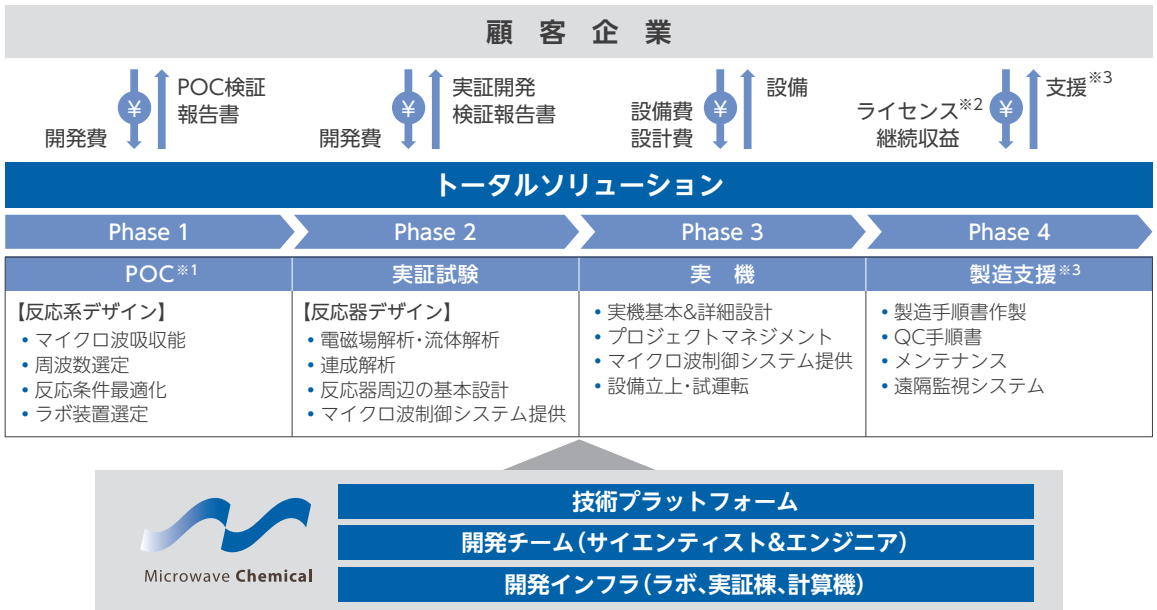 顧客企業
POC検証
報告書
¥
開発費
実証開発
検証報告書
¥
開発費
設備
¥
設備費
設計費
支援※3
¥
ライセンス※2
継続収益
トータルソリューション
Phase 1
Phase 2
Phase 3
Phase 4
POC※1
実証試験
実機
製造支援※3
【反応系デザイン】
• マイクロ波吸収能
• 周波数選定
• 反応条件最適化
• ラボ装置選定
【反応器デザイン】
• 電磁場解析・流体解析
• 連成解析
• 反応器周辺の基本設計
• マイクロ波制御システム提供
• 実機基本&詳細設計
• プロジェクトマネジメント
• マイクロ波制御システム提供
• 設備立上・試運転
• 製造手順書作製
• QC手順書
• メンテナンス
• 遠隔監視システム
Microwave Chemical
技術プラットフォーム
開発チーム(サイエンティスト&エンジニア)
開発インフラ(ラボ、実証棟、計算機)